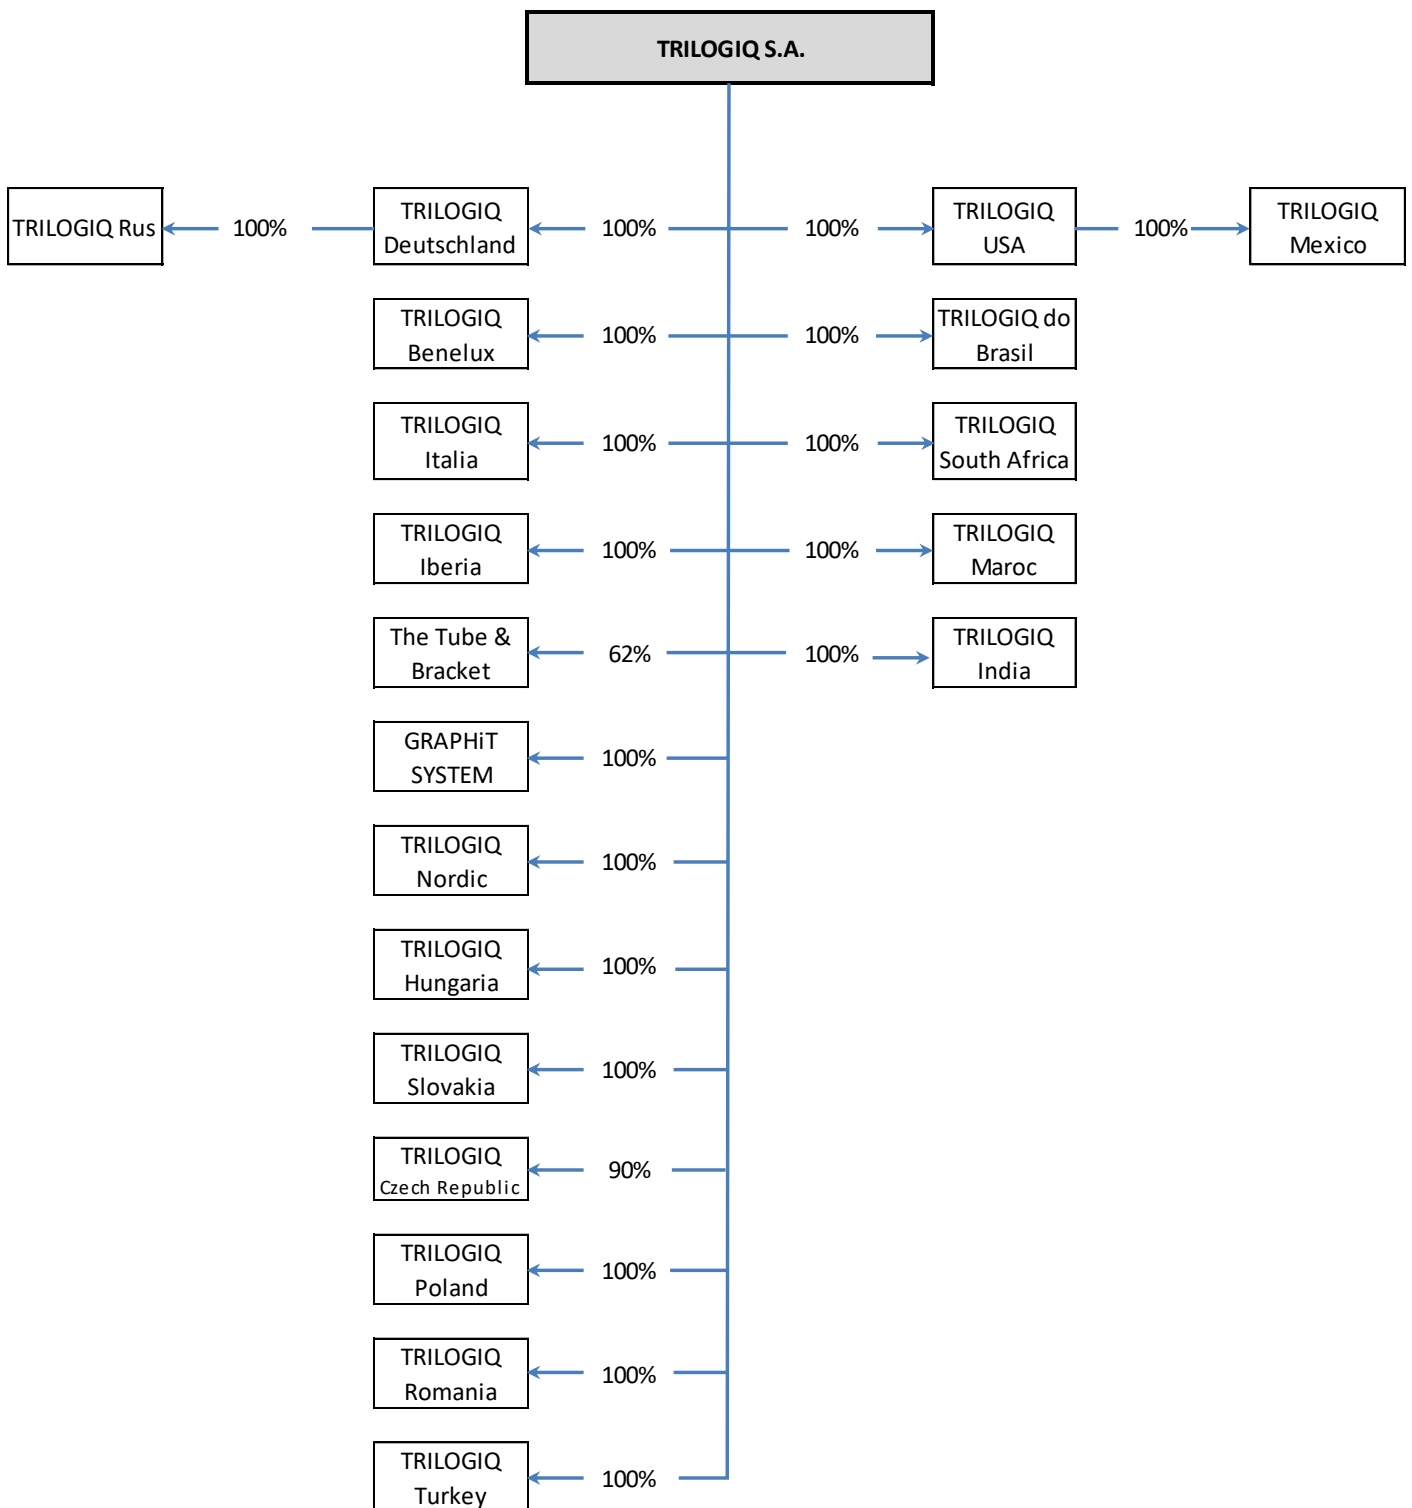 TRILOGIQ S.A.
TRILOGIQ Rus
100%
TRILOGIQ
Deutschland
100%
100%
TRILOGIQ
USA
100%
TRILOGIQ
Mexico
TRILOGIQ
Benelux
100%
100%
TRILOGIQ do
Brasil
TRILOGIQ
Italia
100%
100%
TRILOGIQ
South Africa
TRILOGIQ
Iberia
100%
100%
TRILOGIQ
Maroc
The Tube &
Bracket
62%
100%
TRILOGIQ
India
GRAPHiT
SYSTEM
100%
TRILOGIQ
Nordic
100%
TRILOGIQ
Hungaria
100%
TRILOGIQ
Slovakia
100%
TRILOGIQ
Czech Republic
90%
TRILOGIQ
Poland
100%
TRILOGIQ
Romania
100%
TRILOGIQ
Turkey
100%